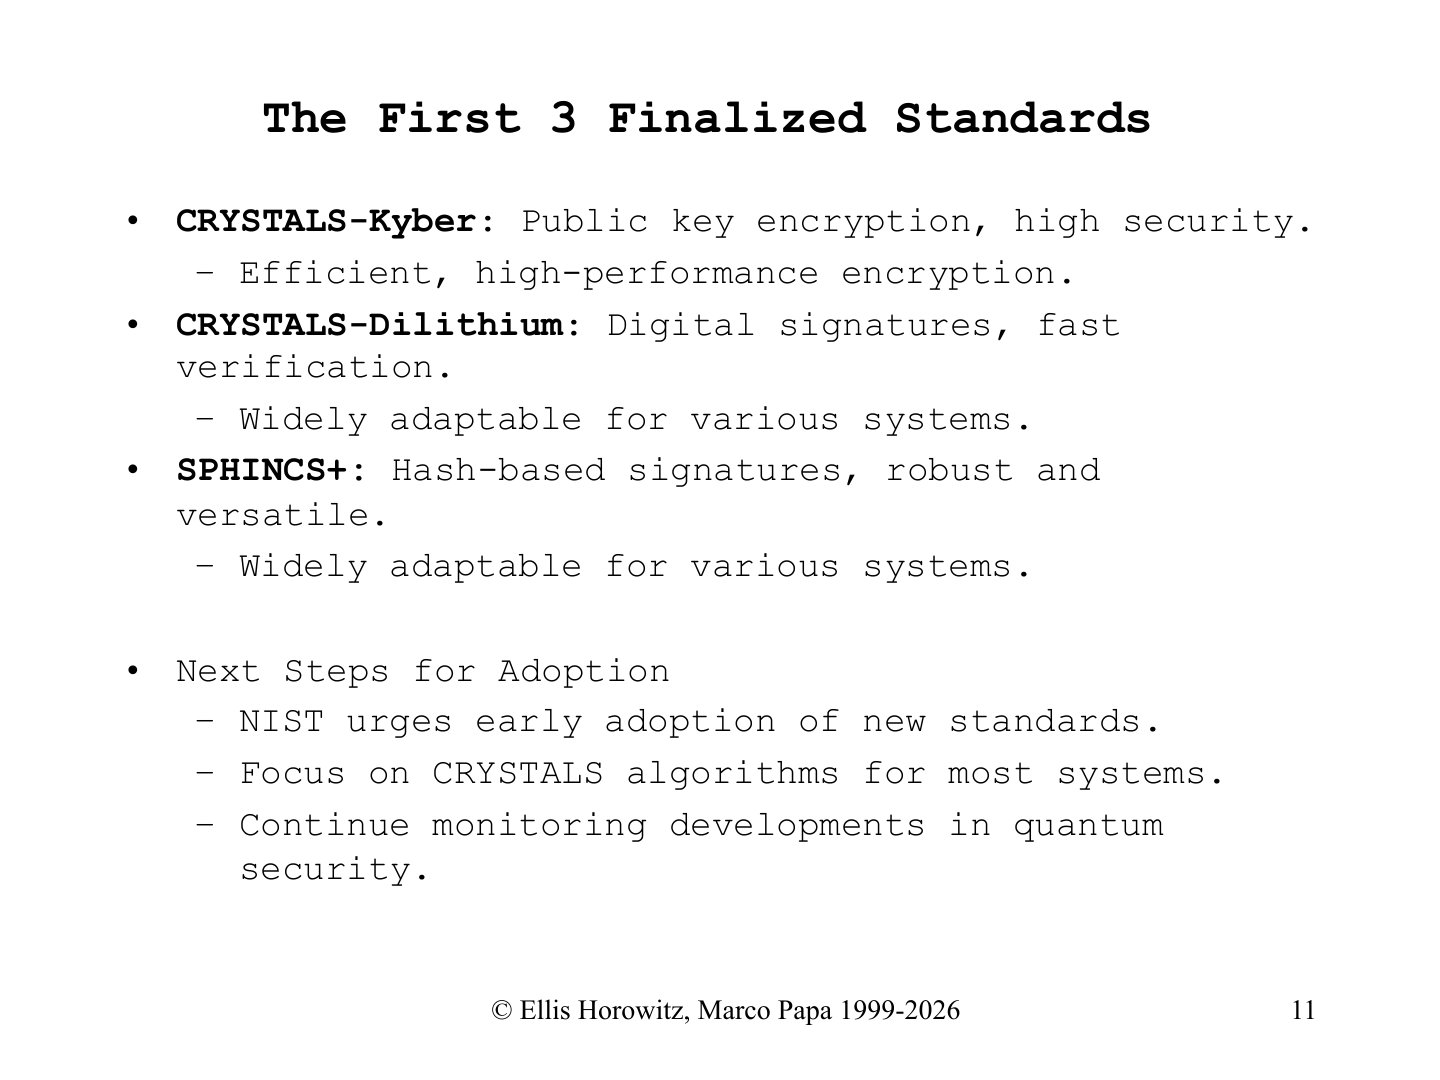 The First 3 Finalized Standards
• CRYSTALS-Kyber: Public key encryption, high security.
– Efficient, high-performance encryption.
• CRYSTALS-Dilithium: Digital signatures, fast
verification.
– Widely adaptable for various systems.
• SPHINCS+: Hash-based signatures, robust and
versatile.
– Widely adaptable for various systems.
• Next Steps for Adoption
– NIST urges early adoption of new standards.
– Focus on CRYSTALS algorithms for most systems.
– Continue monitoring developments in quantum
security.
© Ellis Horowitz, Marco Papa 1999-2026
11